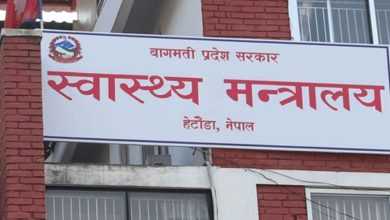 बागमती प्रदेश सरकार
स्वास्थ्य मन्त्रालय
हेटौंडा, नेपाल